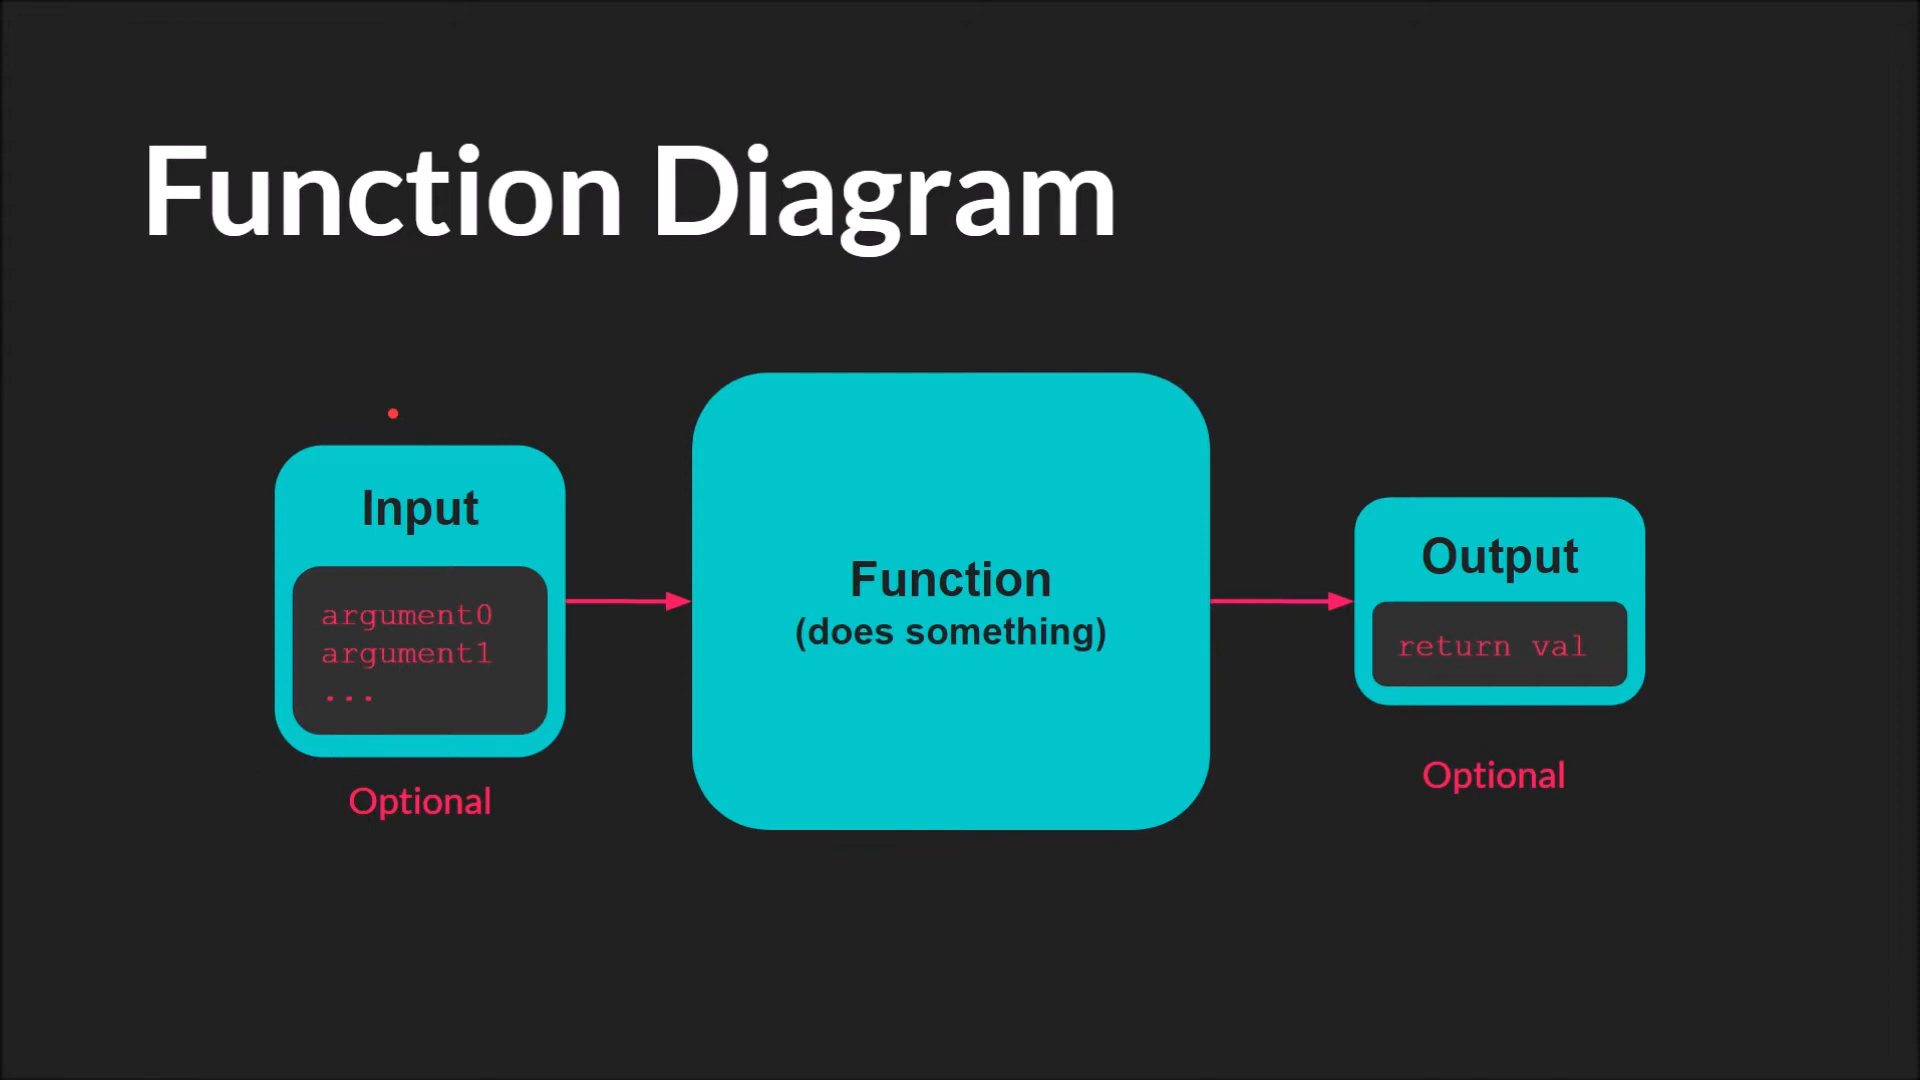 Function Diagram
Input
argument0
argument1
...
Optional
Function
(does something)
Output
return val
Optional